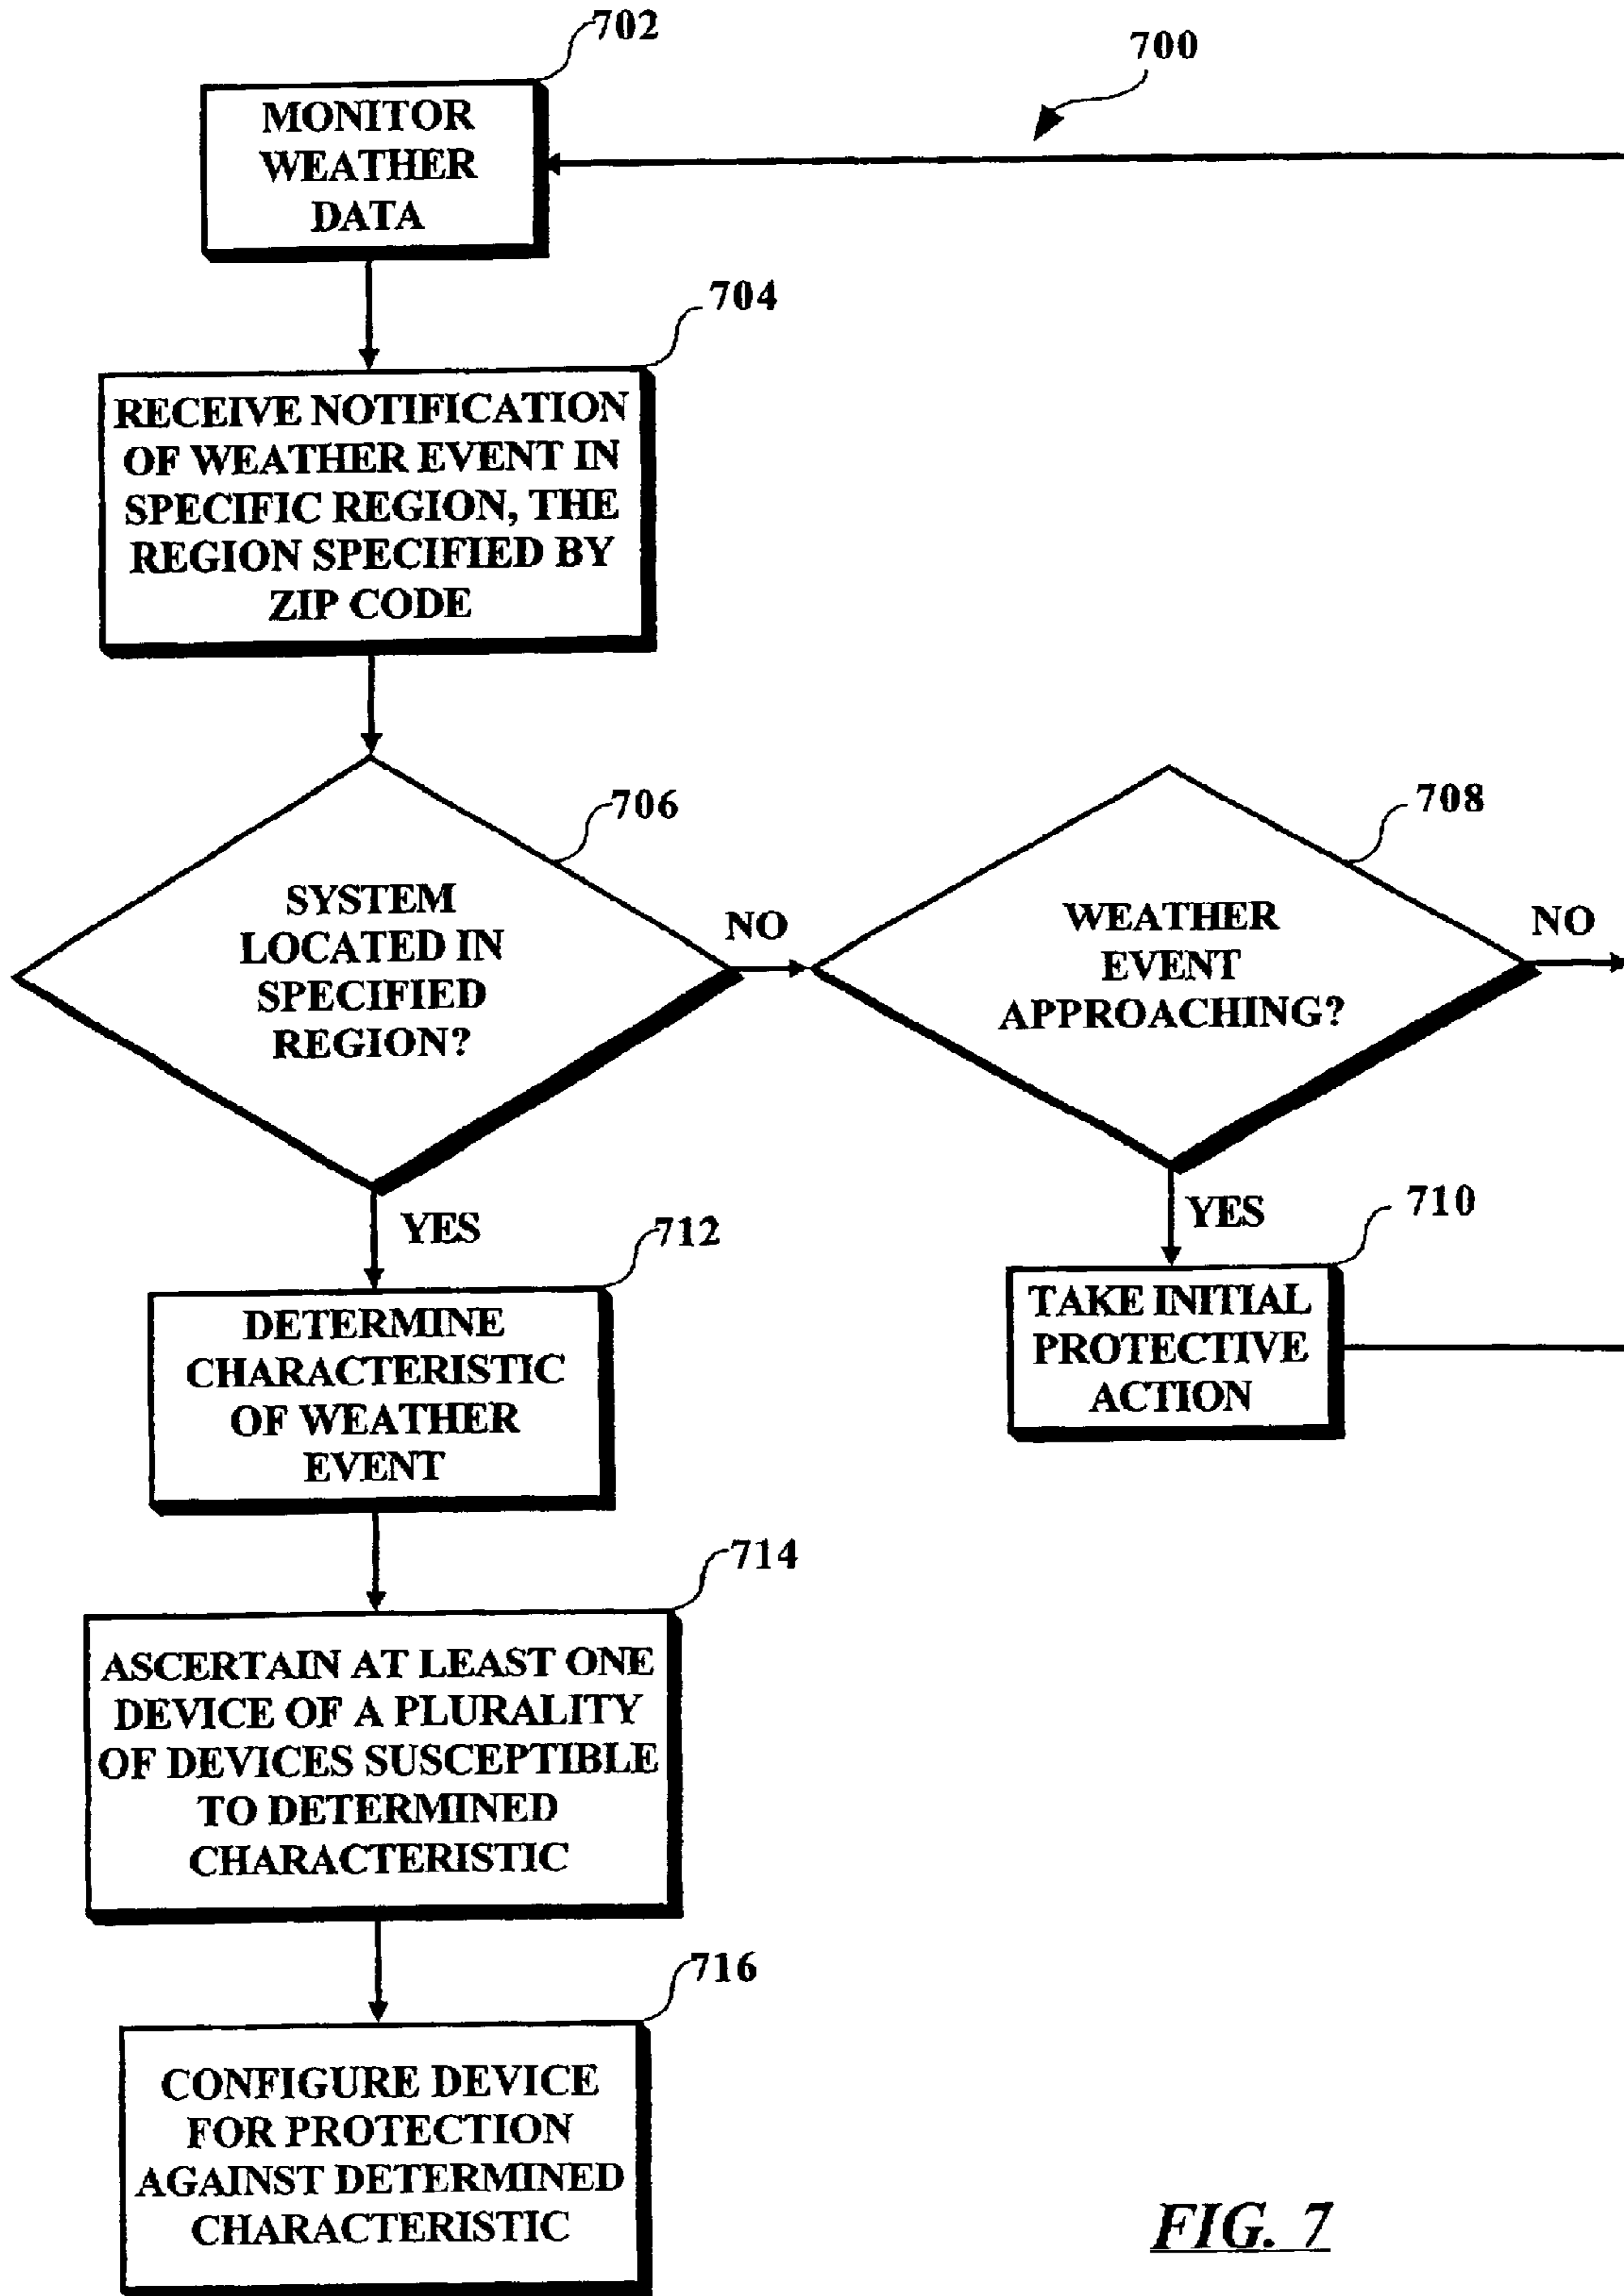 702
700
MONITOR
WEATHER
DATA
704
RECEIVE NOTIFICATION
OF WEATHER EVENT IN
SPECIFIC REGION, THE
REGION SPECIFIED BY
ZIP CODE
706
SYSTEM
LOCATED IN
SPECIFIED
REGION?
NO
708
WEATHER
EVENT
APPROACHING?
NO
YES
YES
710
TAKE INITIAL
PROTECTIVE
ACTION
712
DETERMINE
CHARACTERISTIC
OF WEATHER
EVENT
714
ASCERTAIN AT LEAST ONE
DEVICE OF A PLURALITY
OF DEVICES SUSCEPTIBLE
TO DETERMINED
CHARACTERISTIC
716
CONFIGURE DEVICE
FOR PROTECTION
AGAINST DETERMINED
CHARACTERISTIC
FIG. 7